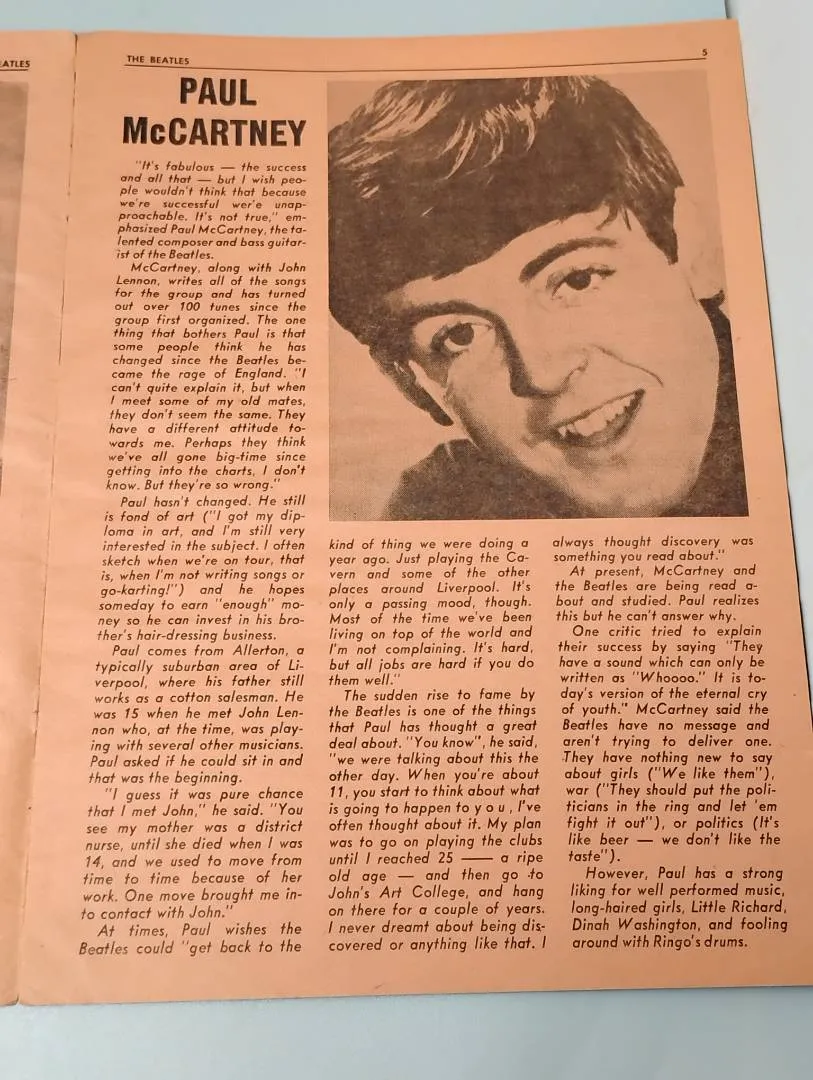 EATLES
THE BEATLES
5
PAUL
McCARTNEY
"It's fabulous — the success
and all that — but I wish peo-
ple wouldn't think that because
we're successful wer'e unap-
proachable. It's not true," em-
phasized Paul McCartney, the ta-
lented composer and bass guitar-
ist of the Beatles.
McCartney, along with John
Lennon, writes all of the songs
for the group and has turned
out over 100 tunes since the
group first organized. The one
thing that bothers Paul is that
some people think he has
changed since the Beatles be-
came the rage of England. "I
can't quite explain it, but when
I meet some of my old mates,
they don't seem the same. They
have a different attitude to-
wards me. Perhaps they think
we've all gone big-time since
getting into the charts, I don't
know. But they're so wrong."
Paul hasn't changed. He still
is fond of art ("I got my dip-
loma in art, and I'm still very
interested in the subject. I often
sketch when we're on tour, that
is, when I'm not writing songs or
go-karting!") and he hopes
someday to earn "enough" mo-
ney so he can invest in his bro-
ther's hair-dressing business.
Paul comes from Allerton, a
typically suburban area of Li-
verpool, where his father still
works as a cotton salesman. He
was 15 when he met John Len-
non who, at the time, was play-
ing with several other musicians.
Paul asked if he could sit in and
that was the beginning.
"I guess it was pure chance
that I met John," he said. "You
see my mother was a district
nurse, until she died when I was
14, and we used to move from
time to time because of her
work. One move brought me in-
to contact with John."
At times, Paul wishes the
Beatles could "get back to the
kind of thing we were doing a
year ago. Just playing the Ca-
vern and some of the other
places around Liverpool. It's
only a passing mood, though.
Most of the time we've been
living on top of the world and
I'm not complaining. It's hard,
but all jobs are hard if you do
them well."
The sudden rise to fame by
the Beatles is one of the things
that Paul has thought a great
deal about. "You know", he said,
"we were talking about this the
other day. When you're about
11, you start to think about what
is going to happen to you, I've
often thought about it. My plan
was to go on playing the clubs
until I reached 25 — a ripe
old age — and then go to
John's Art College, and hang
on there for a couple of years.
I never dreamt about being dis-
covered or anything like that. I
always thought discovery was
something you read about."
At present, McCartney and
the Beatles are being read a-
bout and studied. Paul realizes
this but he can't answer why.
One critic tried to explain
their success by saying "They
have a sound which can only be
written as "Whoooo." It is to-
day's version of the eternal cry
of youth." McCartney said the
Beatles have no message and
aren't trying to deliver one.
They have nothing new to say
about girls ("We like them"),
war ("They should put the poli-
ticians in the ring and let 'em
fight it out"), or politics (It's
like beer — we don't like the
taste").
However, Paul has a strong
liking for well performed music,
long-haired girls, Little Richard,
Dinah Washington, and fooling
around with Ringo's drums.